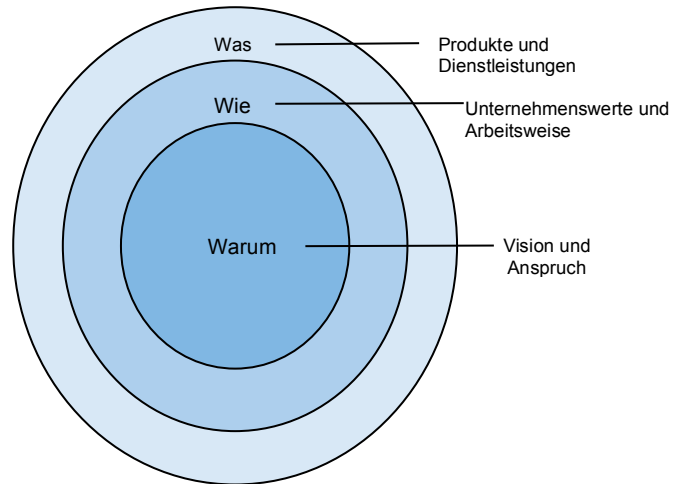 Was
Produkte und
Dienstleistungen
Wie
Unternehmenswerte und
Arbeitsweise
Warum
Vision und
Anspruch